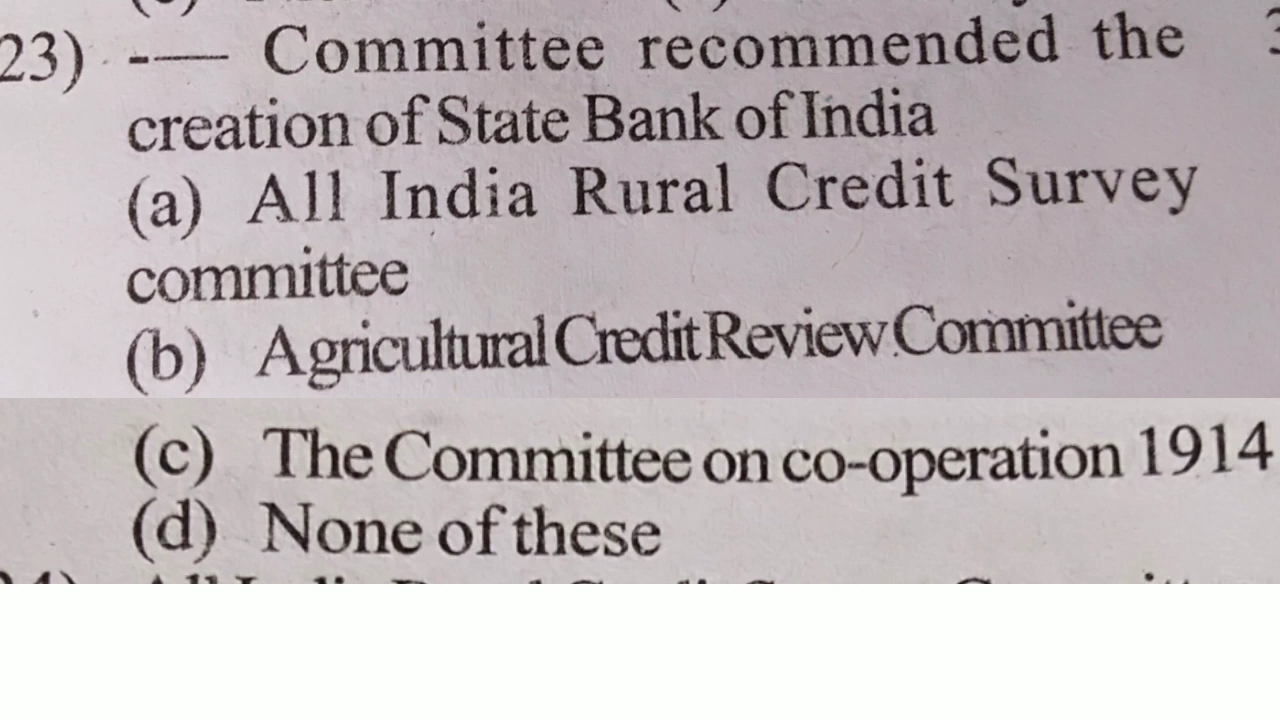 23) -— Committee recommended the
creation of State Bank of India
(a) All India Rural Credit Survey
committee
(b) Agricultural Credit Review Committee
(c) The Committee on co-operation 1914
(d) None of these